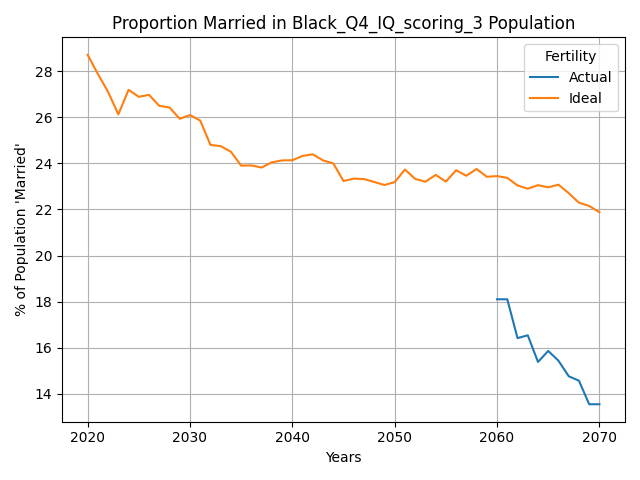 Proportion Married in Black_Q4_IQ_scoring_3 Population
Fertility
Actual
Ideal
% of Population 'Married'
28
26
24
22
20
18
16
14
2020 2030 2040 2050 2060 2070
Years